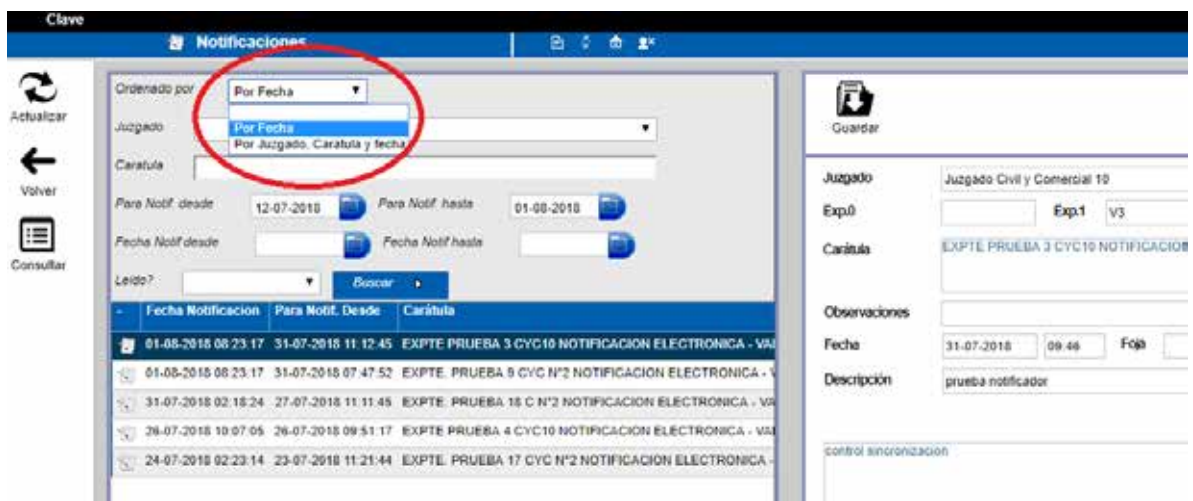 Clave
Notificaciones
Actualizar
Volver
Consultar
Ordenado por Por Fecha
Por Fecha
Por Juzgado, Caratula y fecha
Juzgado
Caratula
Para Notif. desde 12-07-2018 Para Notif. hasta 01-08-2018
Fecha Notif desde Fecha Notif hasta
Leido? Buscar
- Fecha Notificacion Para Notif. Desde Carátula
01-08-2018 08:23:17 31-07-2018 11:12:45 EXPTE PRUEBA 3 CYC10 NOTIFICACION ELECTRONICA - VAI
01-08-2018 08:23:17 31-07-2018 07:47:52 EXPTE. PRUEBA 9 CYC N°2 NOTIFICACION ELECTRONICA - V
31-07-2018 02:18:24 27-07-2018 11:11:45 EXPTE. PRUEBA 18 C N°2 NOTIFICACION ELECTRONICA - VA
26-07-2018 10:07:05 26-07-2018 09:51:17 EXPTE PRUEBA 4 CYC10 NOTIFICACION ELECTRONICA - VAI
24-07-2018 02:23:14 23-07-2018 11:21:44 EXPTE. PRUEBA 17 CYC N°2 NOTIFICACION ELECTRONICA -
Guardar
Juzgado Juzgado Civil y Comercial 10
Exp.0 Exp.1 V3
Carátula EXPTE PRUEBA 3 CYC10 NOTIFICACION
Observaciones
Fecha 31-07-2018 09:46 Foja
Descripción prueba notificador
control sincronizacion